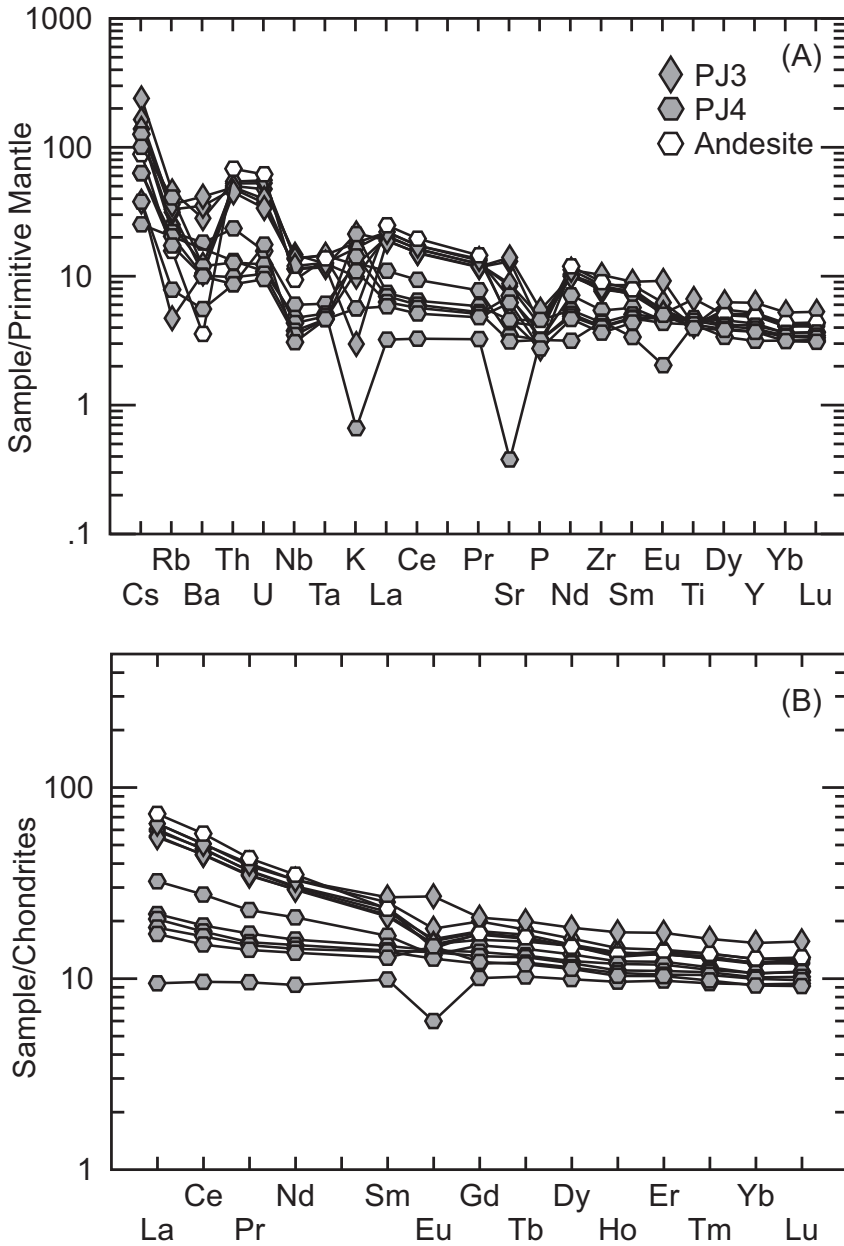 1000
(A)
PJ3
PJ4
Andesite
100
10
1
.1
Sample/Primitive Mantle
Rb Th Nb K Ce Pr P Zr Eu Dy Yb
Cs Ba U Ta La Sr Nd Sm Ti Y Lu
(B)
100
10
1
Sample/Chondrites
Ce Nd Sm Gd Dy Er Yb
La Pr Eu Tb Ho Tm Lu